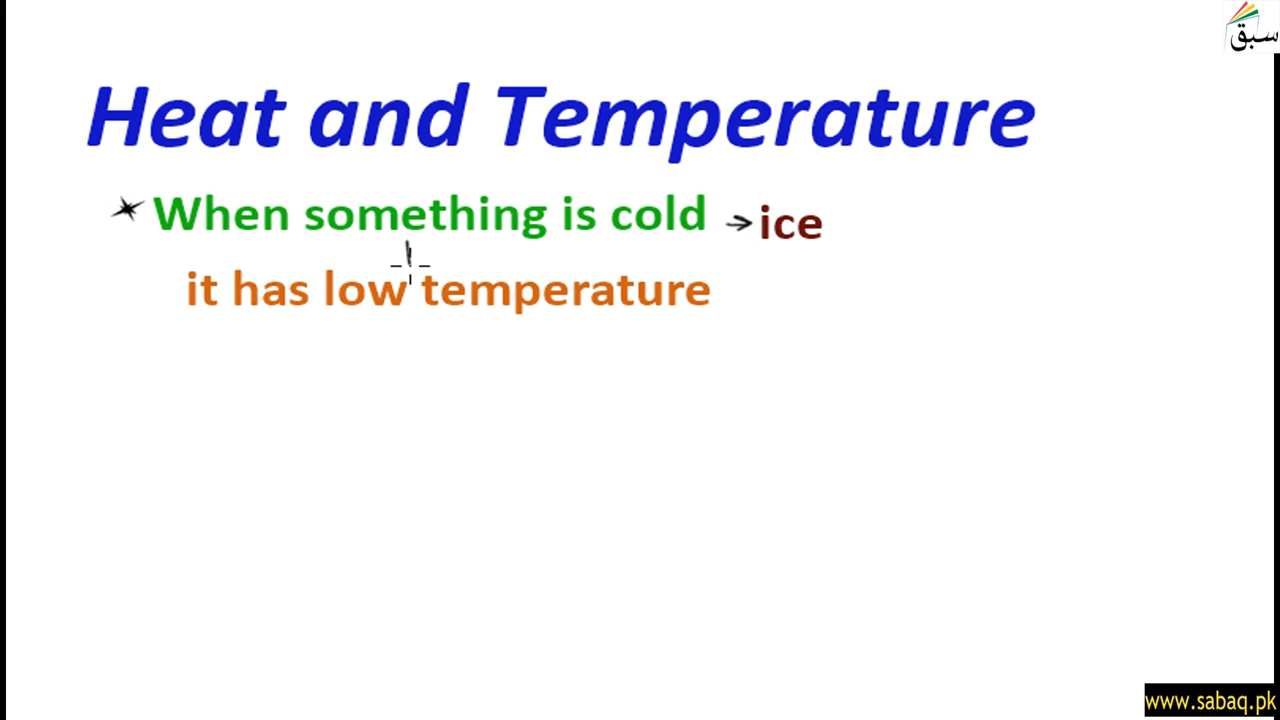 سبق
Heat and Temperature
When something is cold → ice
it has low temperature
www.sabaq.pk